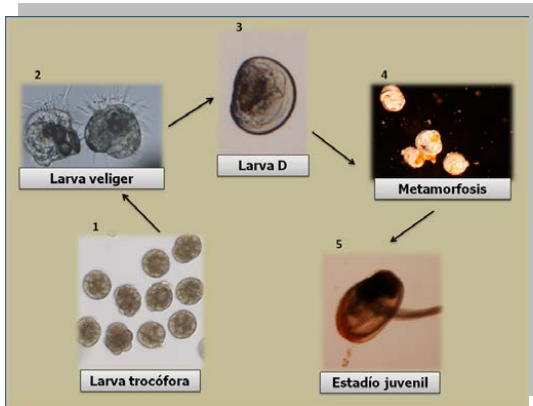 1
Larva trocófora
2
Larva veliger
3
Larva D
4
Metamorfosis
5
Estadío juvenil